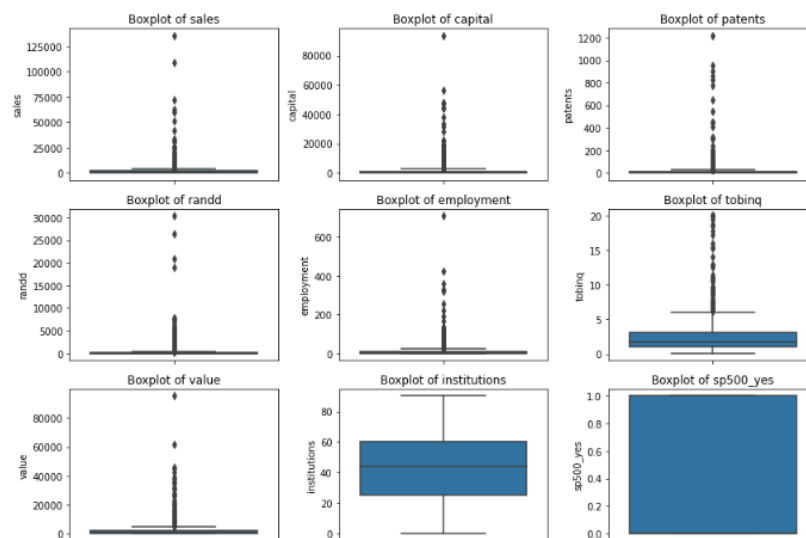 Boxplot of sales
Boxplot of capital
Boxplot of patents
125000
100000
75000
50000
25000
0
sales
80000
60000
40000
20000
0
capital
1200
1000
800
600
400
200
0
patents
Boxplot of randd
Boxplot of employment
Boxplot of tobinq
30000
25000
20000
15000
10000
5000
0
randd
600
400
200
0
employment
20
15
10
5
0
tobinq
Boxplot of value
Boxplot of institutions
Boxplot of sp500_yes
80000
60000
40000
20000
0
value
80
60
40
20
0
institutions
1.0
0.8
0.6
0.4
0.2
0.0
sp500_yes